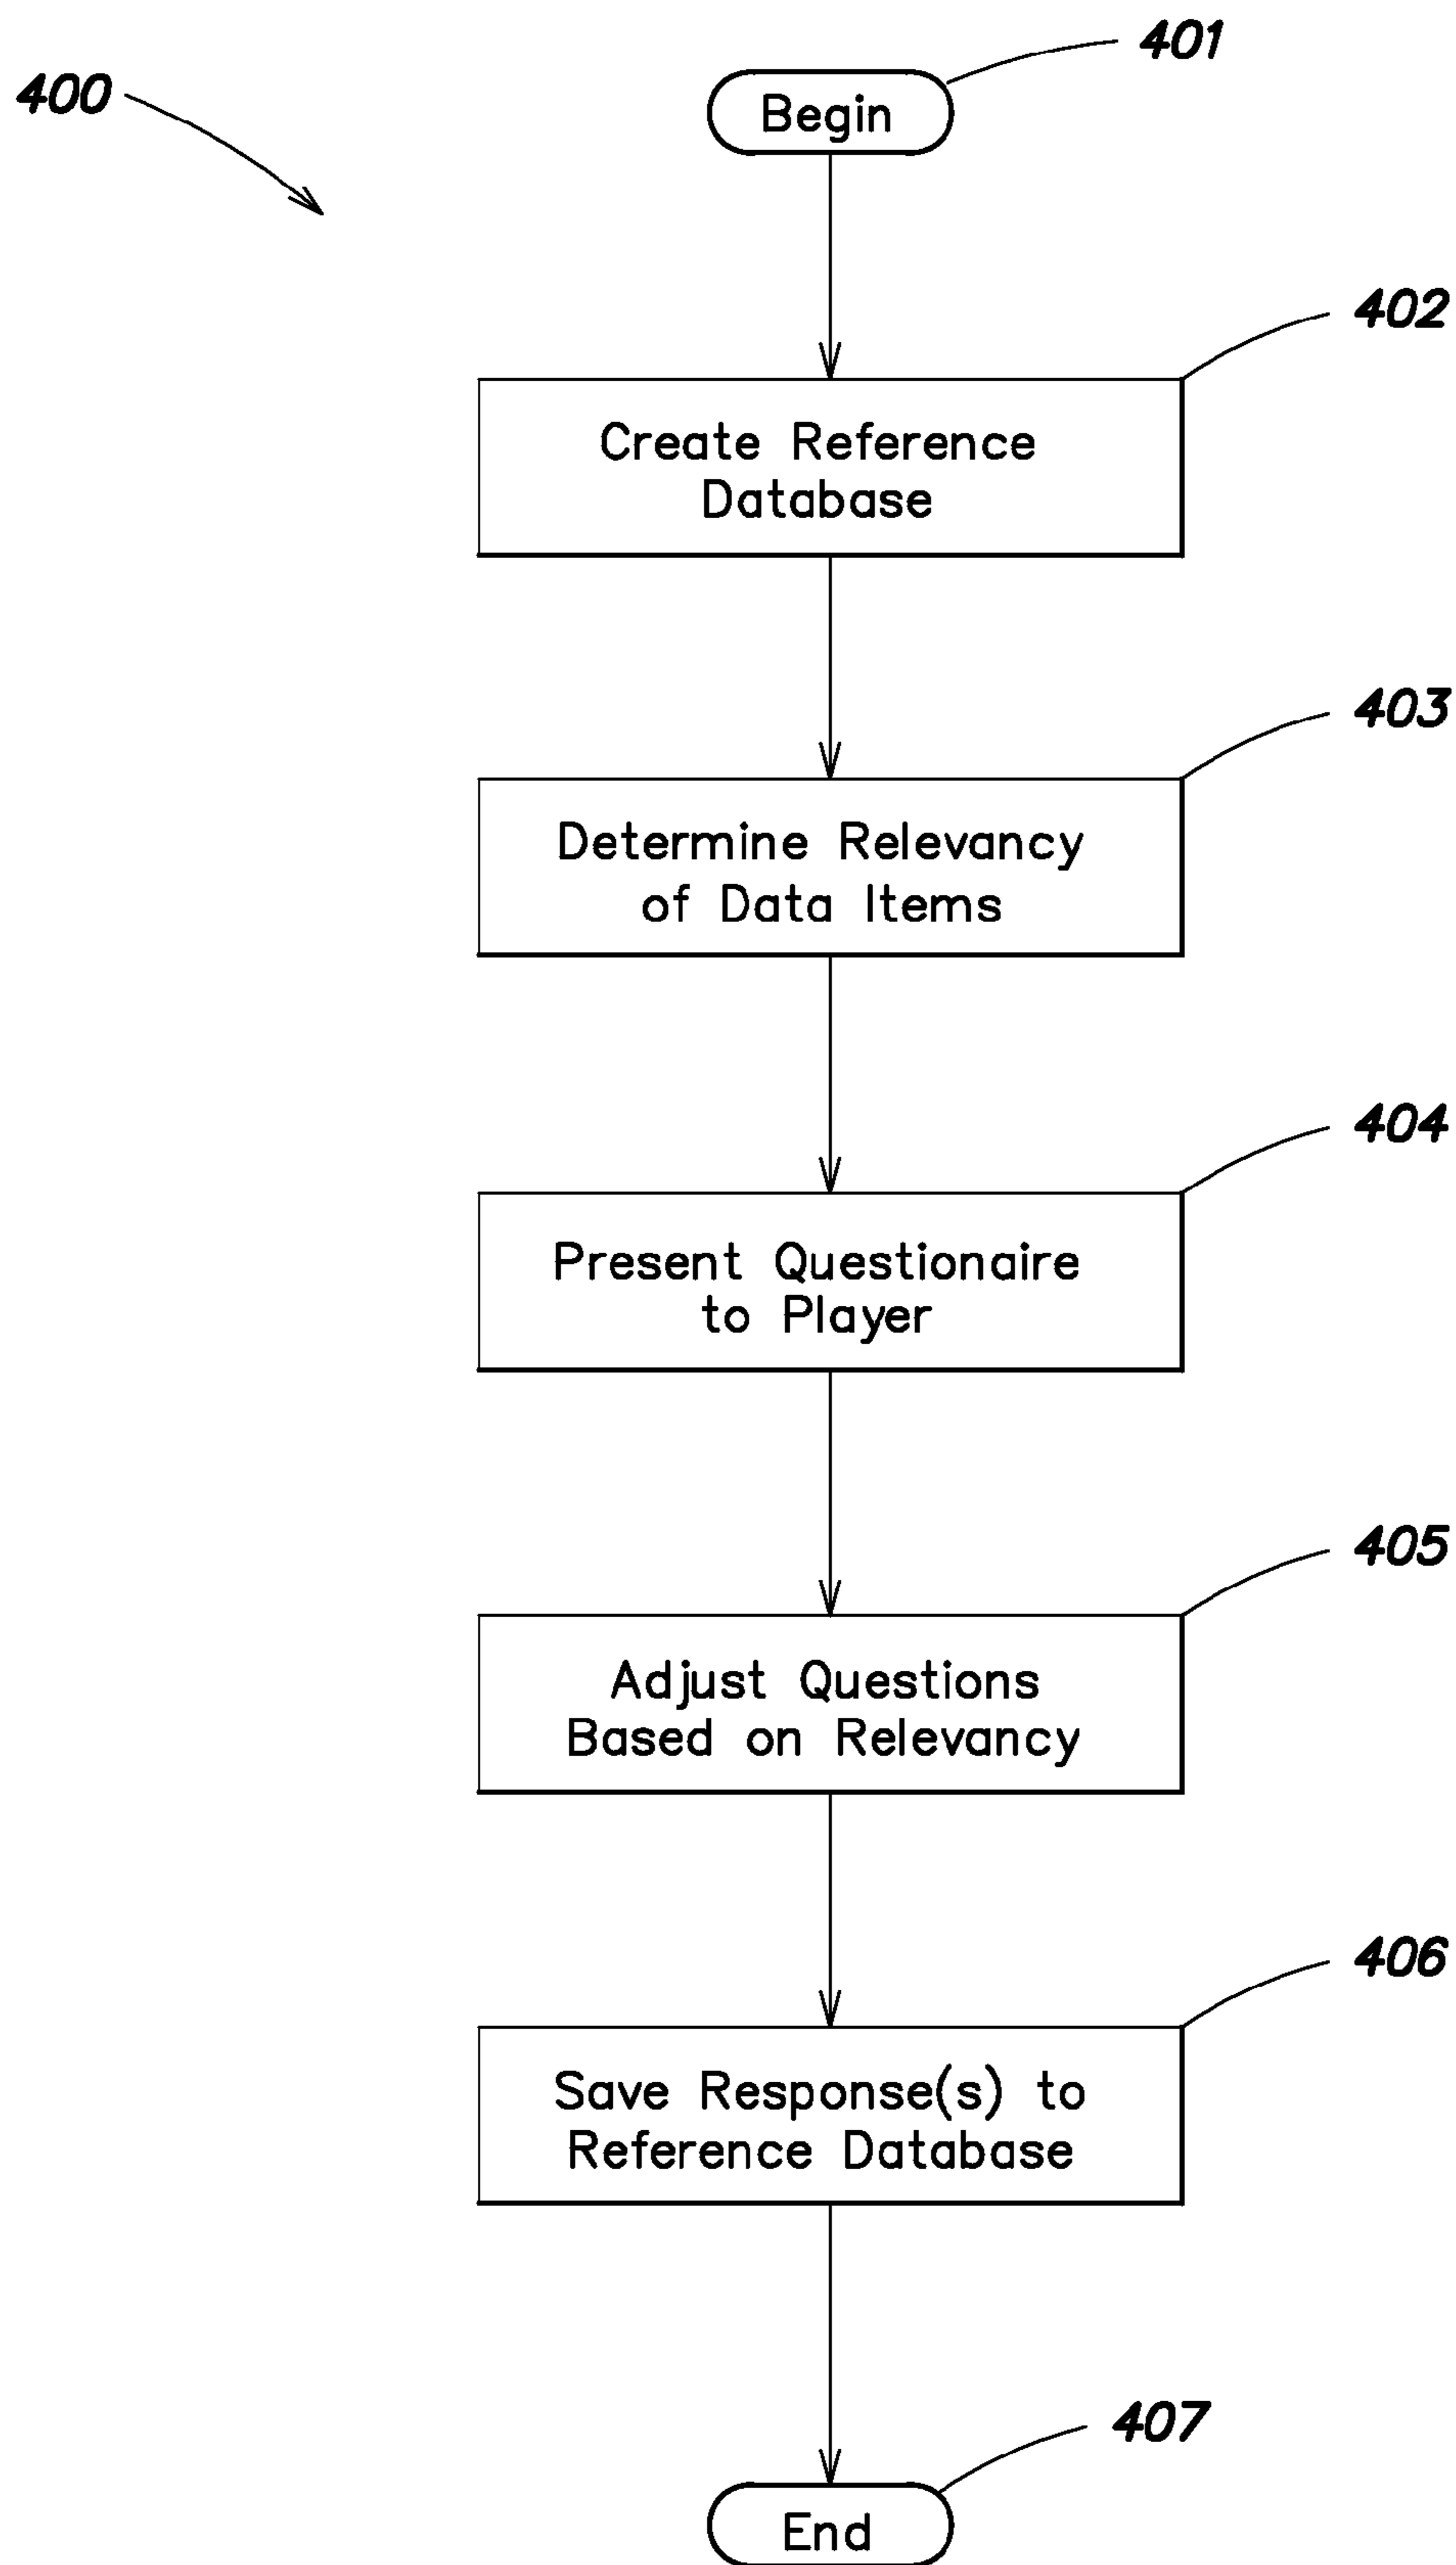 401
400
Begin
402
Create Reference
Database
403
Determine Relevancy
of Data Items
404
Present Questionaire
to Player
405
Adjust Questions
Based on Relevancy
406
Save Response(s) to
Reference Database
407
End